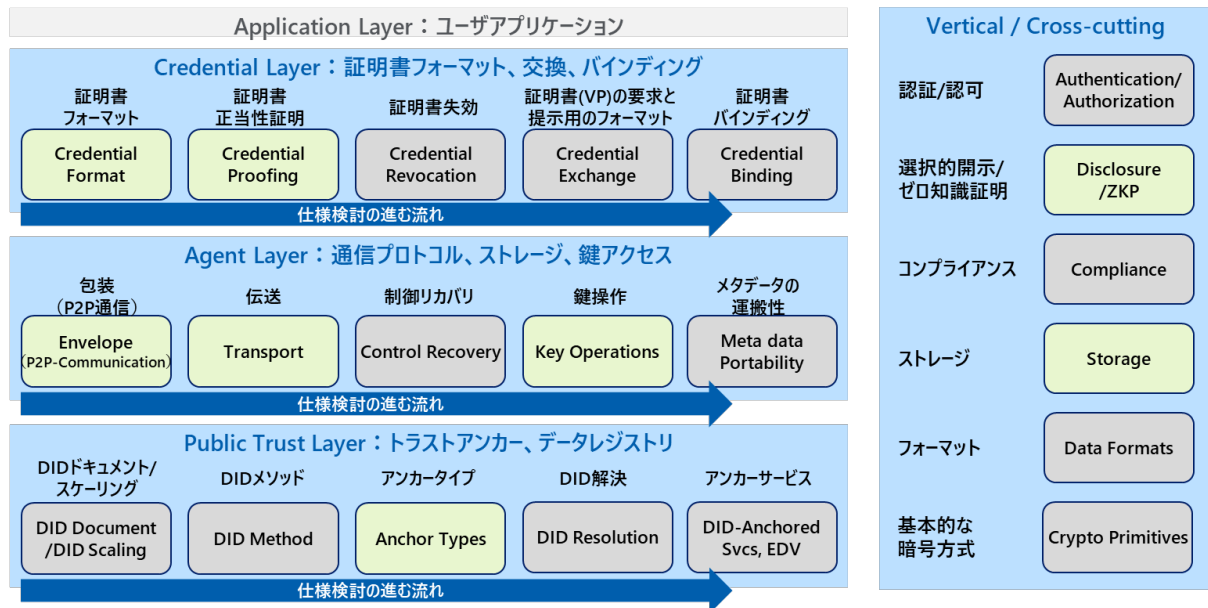 Application Layer：ユーザアプリケーション
Credential Layer：証明書フォーマット、交換、バインディング
証明書
フォーマット
Credential
Format
証明書
正当性証明
Credential
Proofing
証明書失効
Credential
Revocation
証明書(VP)の要求と
提示用のフォーマット
Credential
Exchange
証明書
バインディング
Credential
Binding
仕様検討の進む流れ
Agent Layer：通信プロトコル、ストレージ、鍵アクセス
包装
（P2P通信）
Envelope
（P2P-Communication）
伝送
Transport
制御リカバリ
Control Recovery
鍵操作
Key Operations
メタデータの
運搬性
Meta data
Portability
仕様検討の進む流れ
Public Trust Layer：トラストアンカー、データレジストリ
DIDドキュメント/
スケーリング
DID Document
/DID Scaling
DIDメソッド
DID Method
アンカータイプ
Anchor Types
DID解決
DID Resolution
アンカーサービス
DID-Anchored
Svcs, EDV
仕様検討の進む流れ
Vertical / Cross-cutting
認証/認可
Authentication/
Authorization
選択的開示/
ゼロ知識証明
Disclosure
/ZKP
コンプライアンス
Compliance
ストレージ
Storage
フォーマット
Data Formats
基本的な
暗号方式
Crypto Primitives